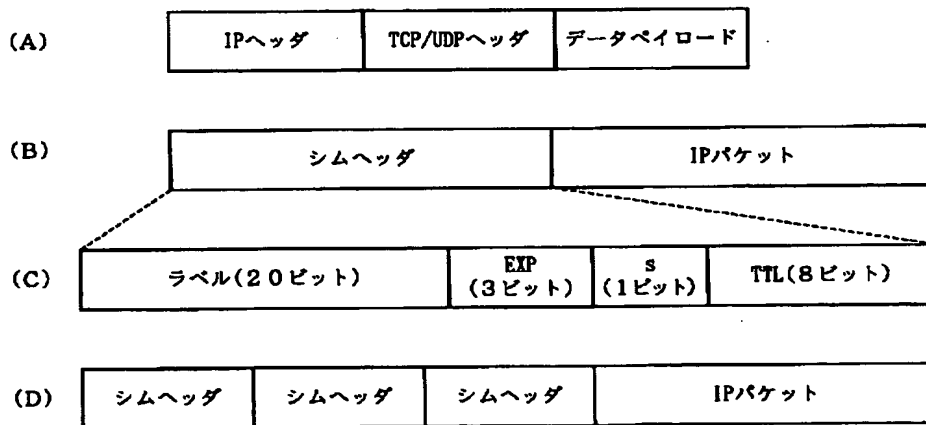 (A) IPヘッダ TCP/UDPヘッダ データペイロード
(B) シムヘッダ IPパケット
(C) ラベル(20ビット) EXP (3ビット) s (1ビット) TTL(8ビット)
(D) シムヘッダ シムヘッダ シムヘッダ IPパケット